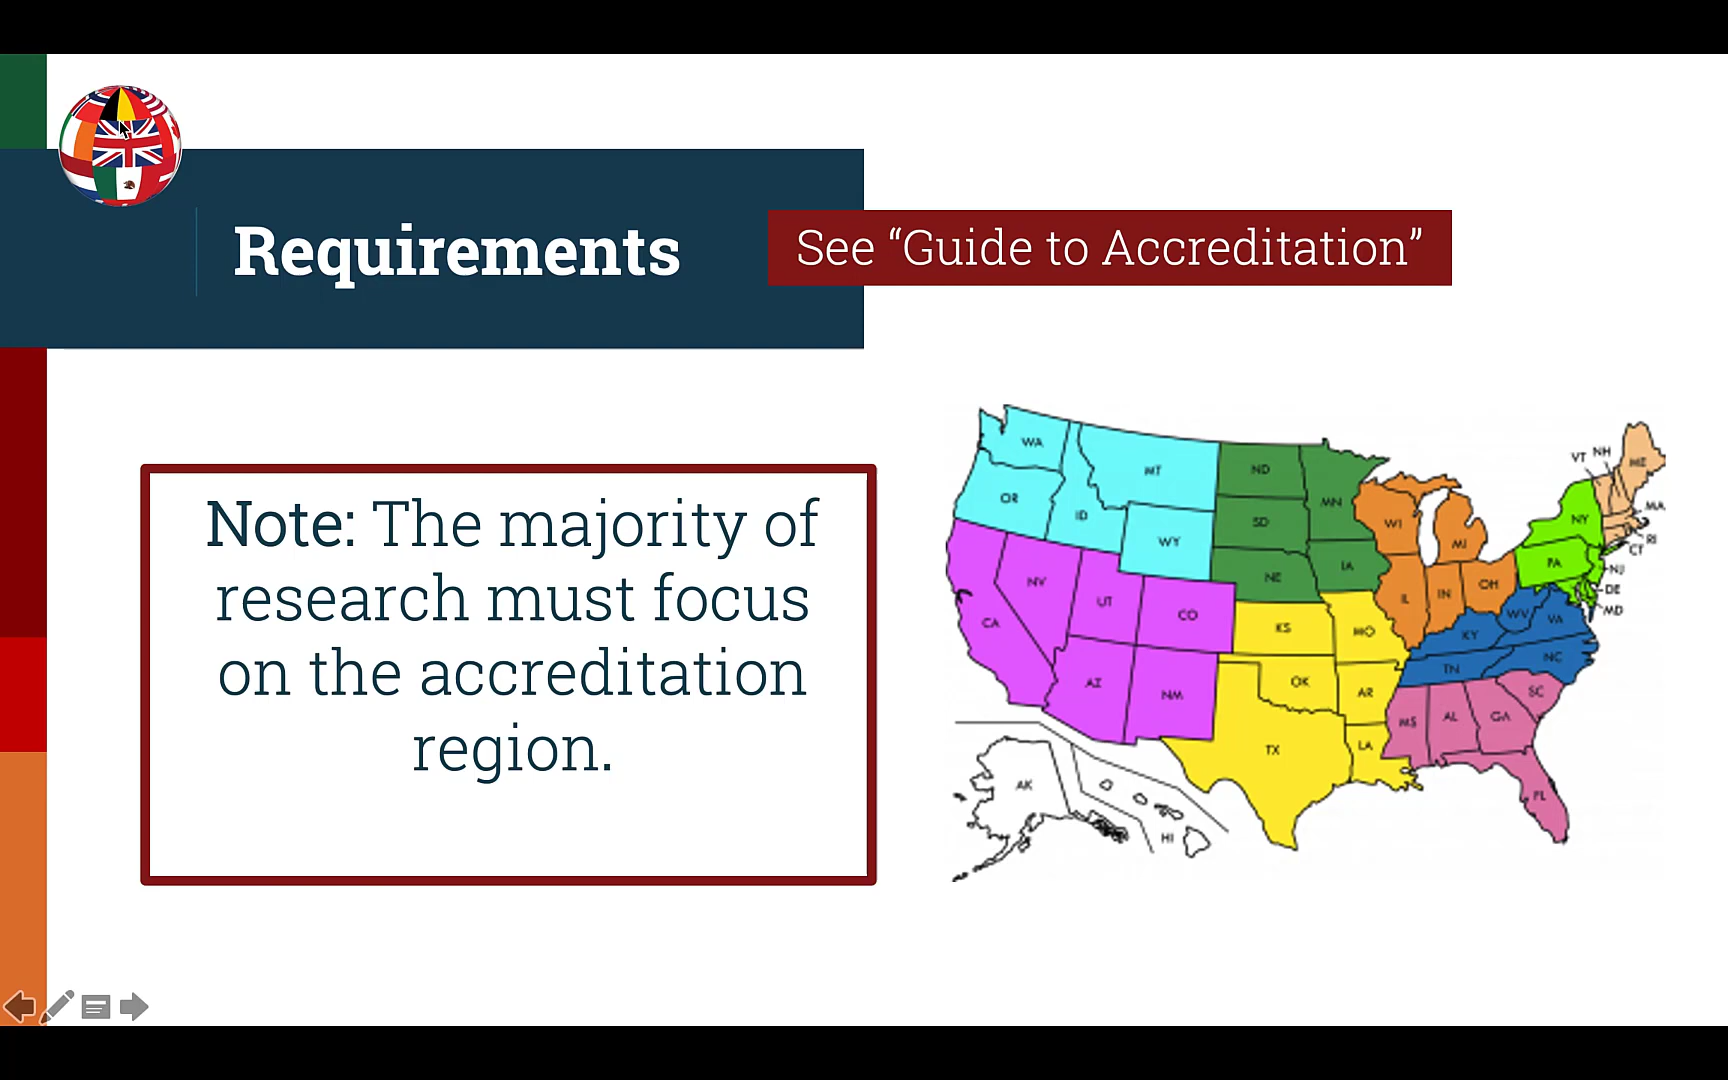 Requirements
See “Guide to Accreditation”
Note: The majority of
research must focus
on the accreditation
region.
WA
MT
ND
MN
OR
ID
SD
WY
WI
MI
VT
NH
ME
NY
MA
RI
CT
NV
UT
CO
NE
IA
IL
IN
OH
PA
NJ
DE
MD
CA
KS
MO
KY
WV
VA
AZ
NM
OK
AR
TN
NC
TX
LA
MS
AL
GA
SC
FL
AK
HI